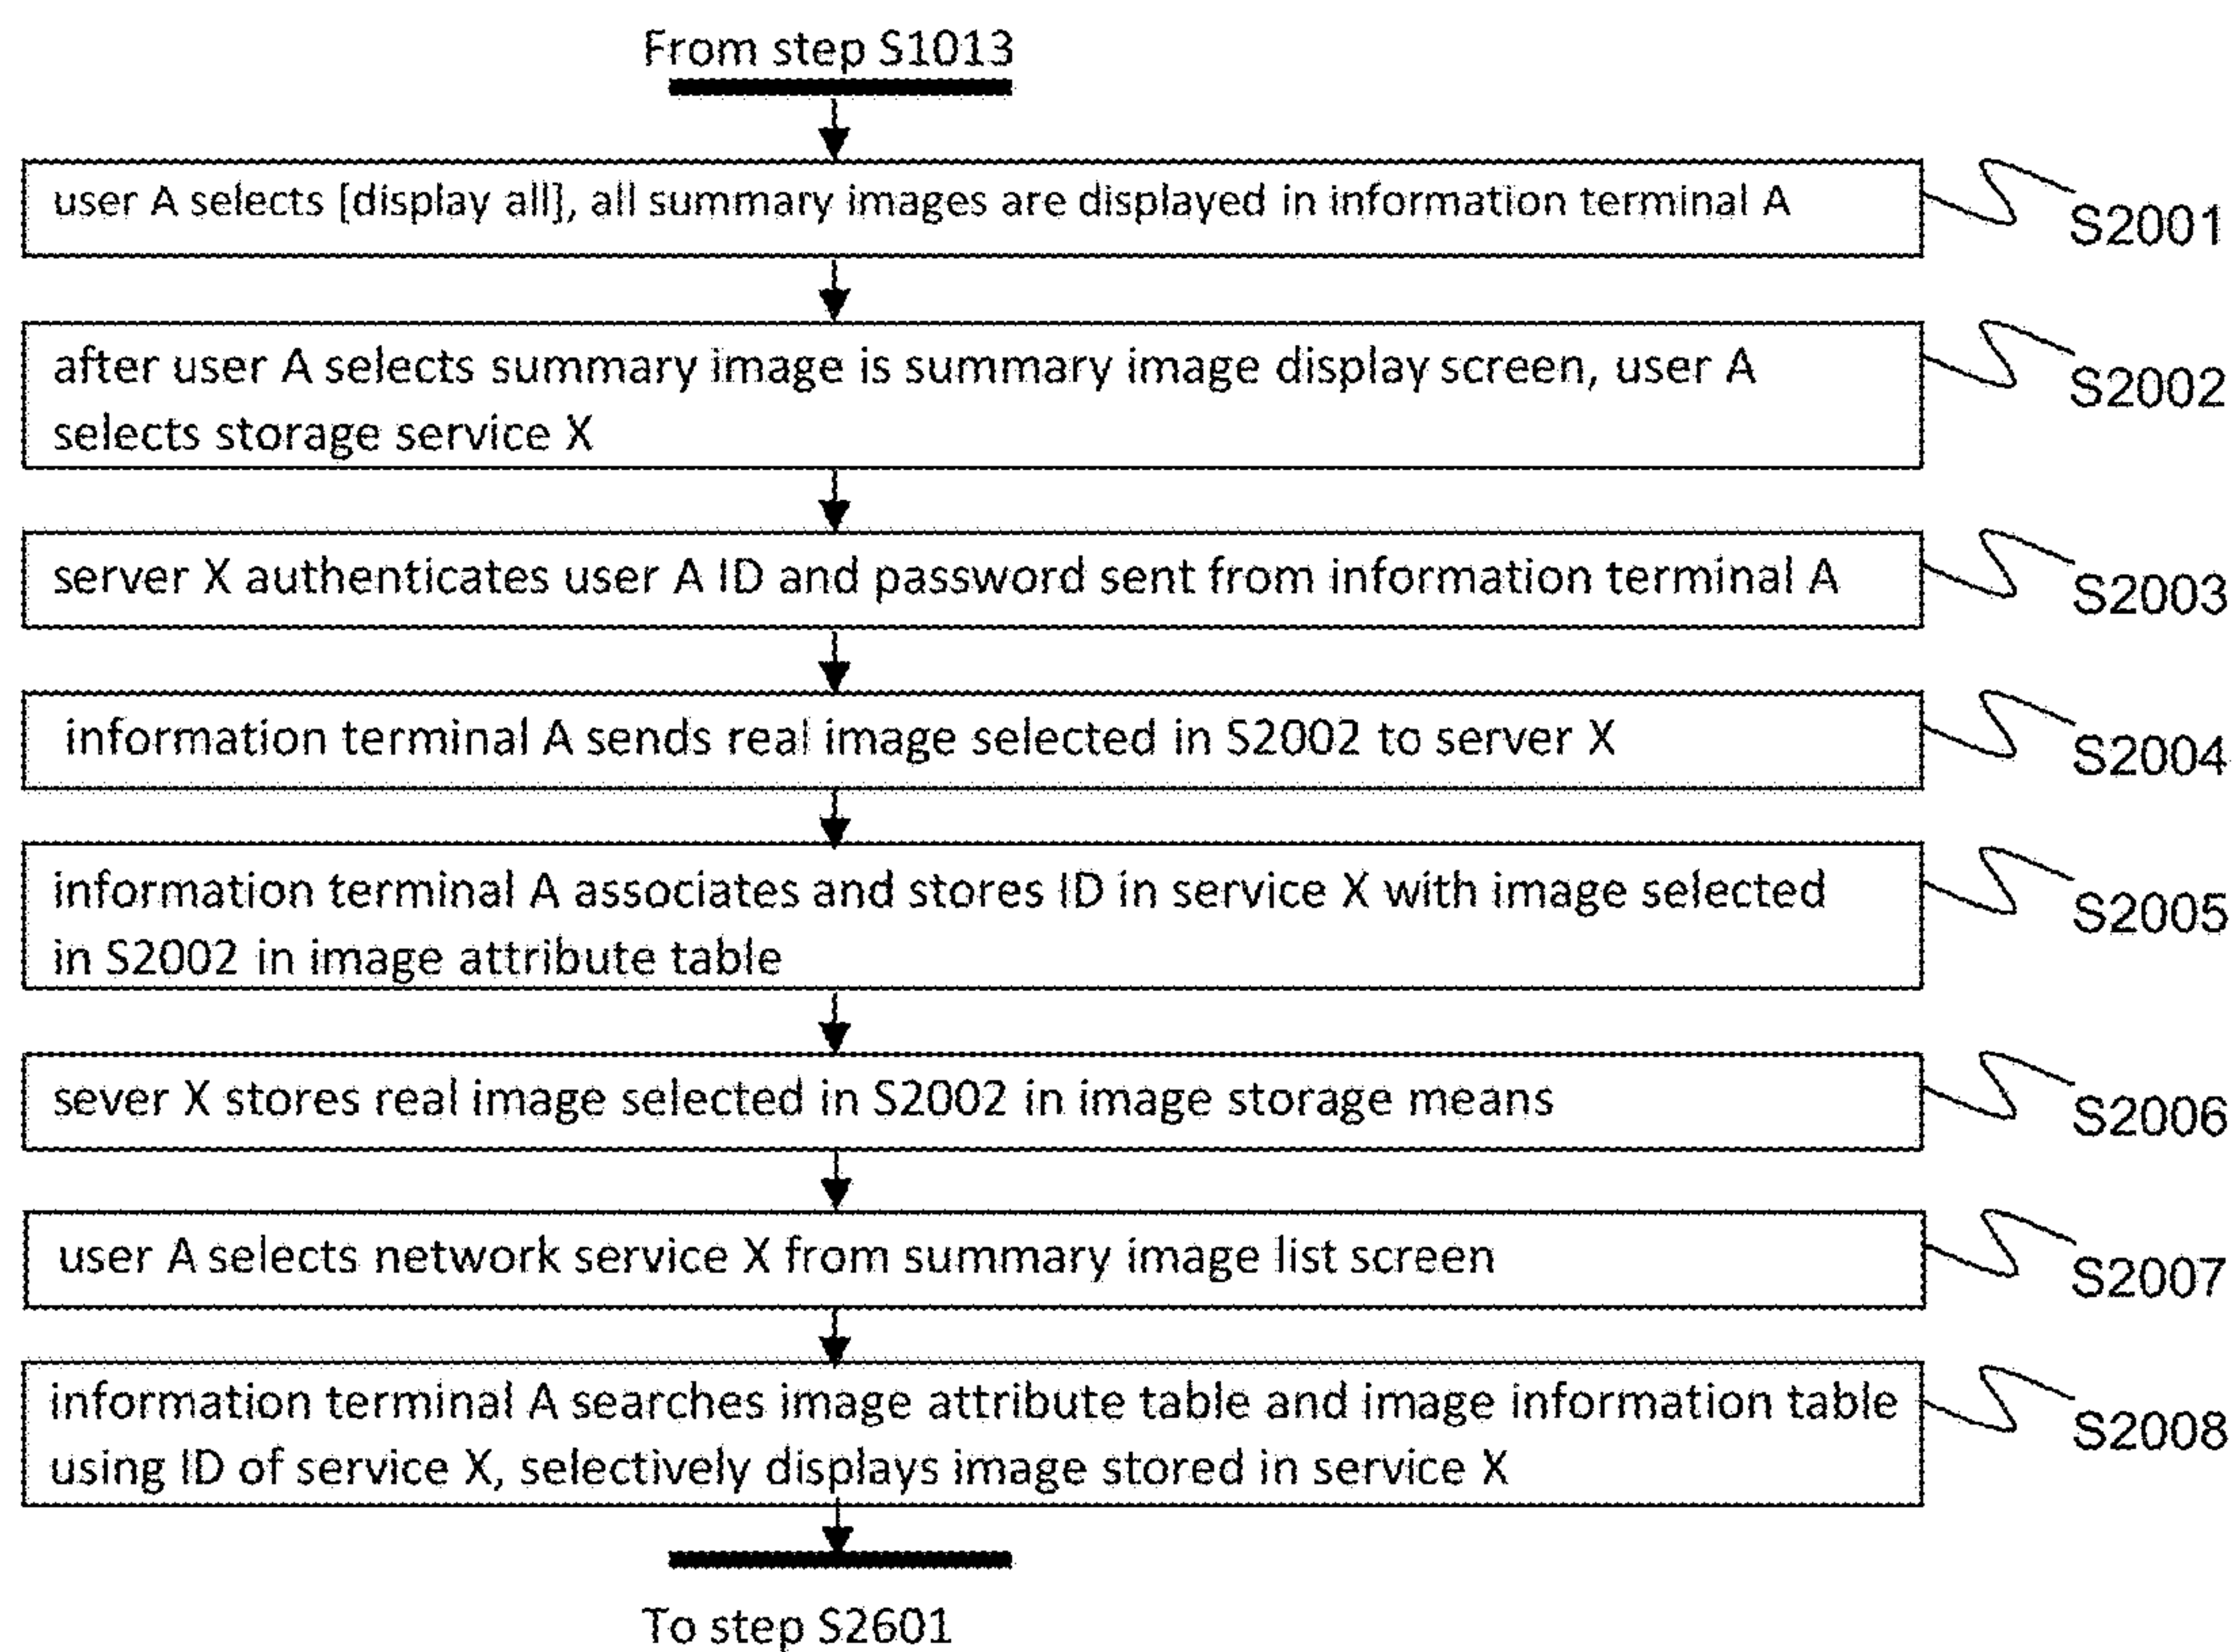 From step S1013
user A selects [display all], all summary images are displayed in information terminal A
S2001
after user A selects summary image is summary image display screen, user A
selects storage service X
S2002
server X authenticates user A ID and password sent from information terminal A
S2003
information terminal A sends real image selected in S2002 to server X
S2004
information terminal A associates and stores ID in service X with image selected
in S2002 in image attribute table
S2005
sever X stores real image selected in S2002 in image storage means
S2006
user A selects network service X from summary image list screen
S2007
information terminal A searches image attribute table and image information table
using ID of service X, selectively displays image stored in service X
S2008
To step S2601